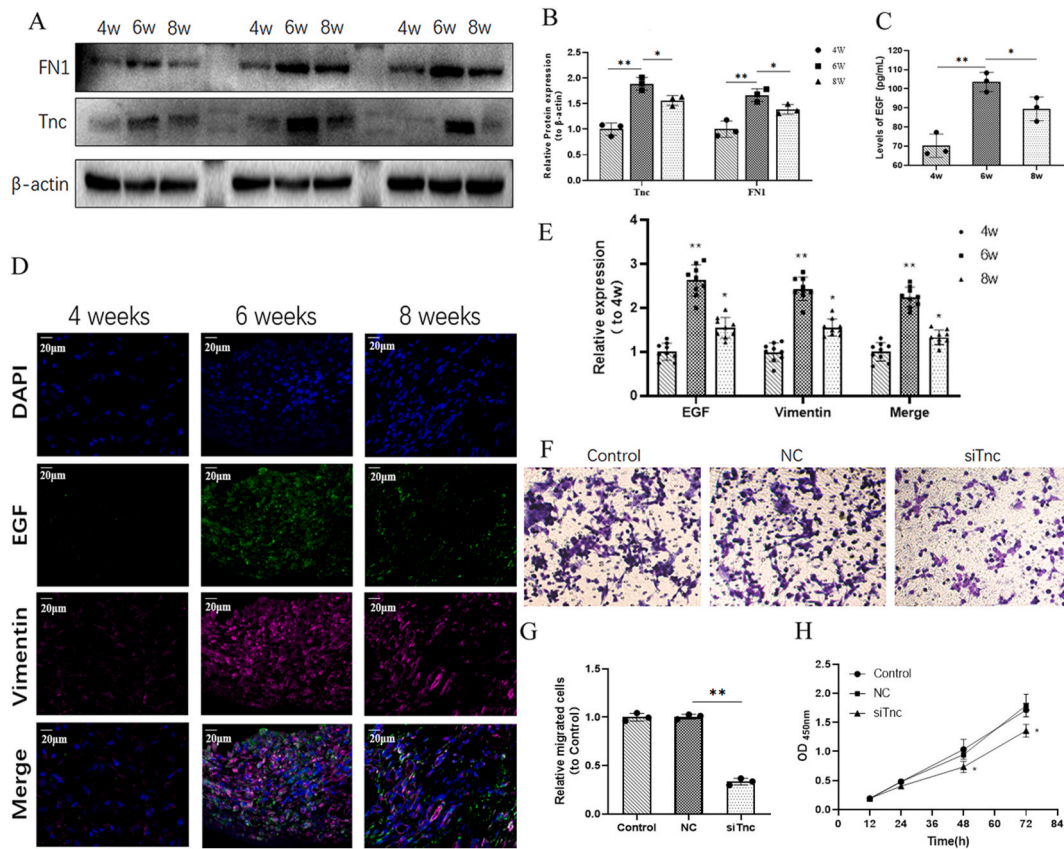 A
4w 6w 8w 4w 6w 8w 4w 6w 8w
FN1
Tnc
β-actin
B
Relative Protein expression
(to β-actin)
2.5
2.0
1.5
1.0
0.5
0.0
** * ** *
Tnc FN1
4W
6W
8W
C
Levels of EGF (pg/mL)
120
105
90
75
60
45
30
** *
4w 6w 8w
D
4 weeks 6 weeks 8 weeks
DAPI
20μm 20μm 20μm
EGF
20μm 20μm 20μm
Vimentin
20μm 20μm 20μm
Merge
20μm 20μm 20μm
E
Relative expression
( to 4w)
4
3
2
1
0
** * ** * ** *
EGF Vimentin Merge
4w
6w
8w
F
Control NC siTnc
G
Relative migrated cells
(to Control)
1.5
1.0
0.5
0.0
**
Control NC siTnc
H
OD 450nm
2.5
2.0
1.5
1.0
0.5
0.0
Control
NC
siTnc
* *
0 12 24 36 48 60 72 84
Time(h)